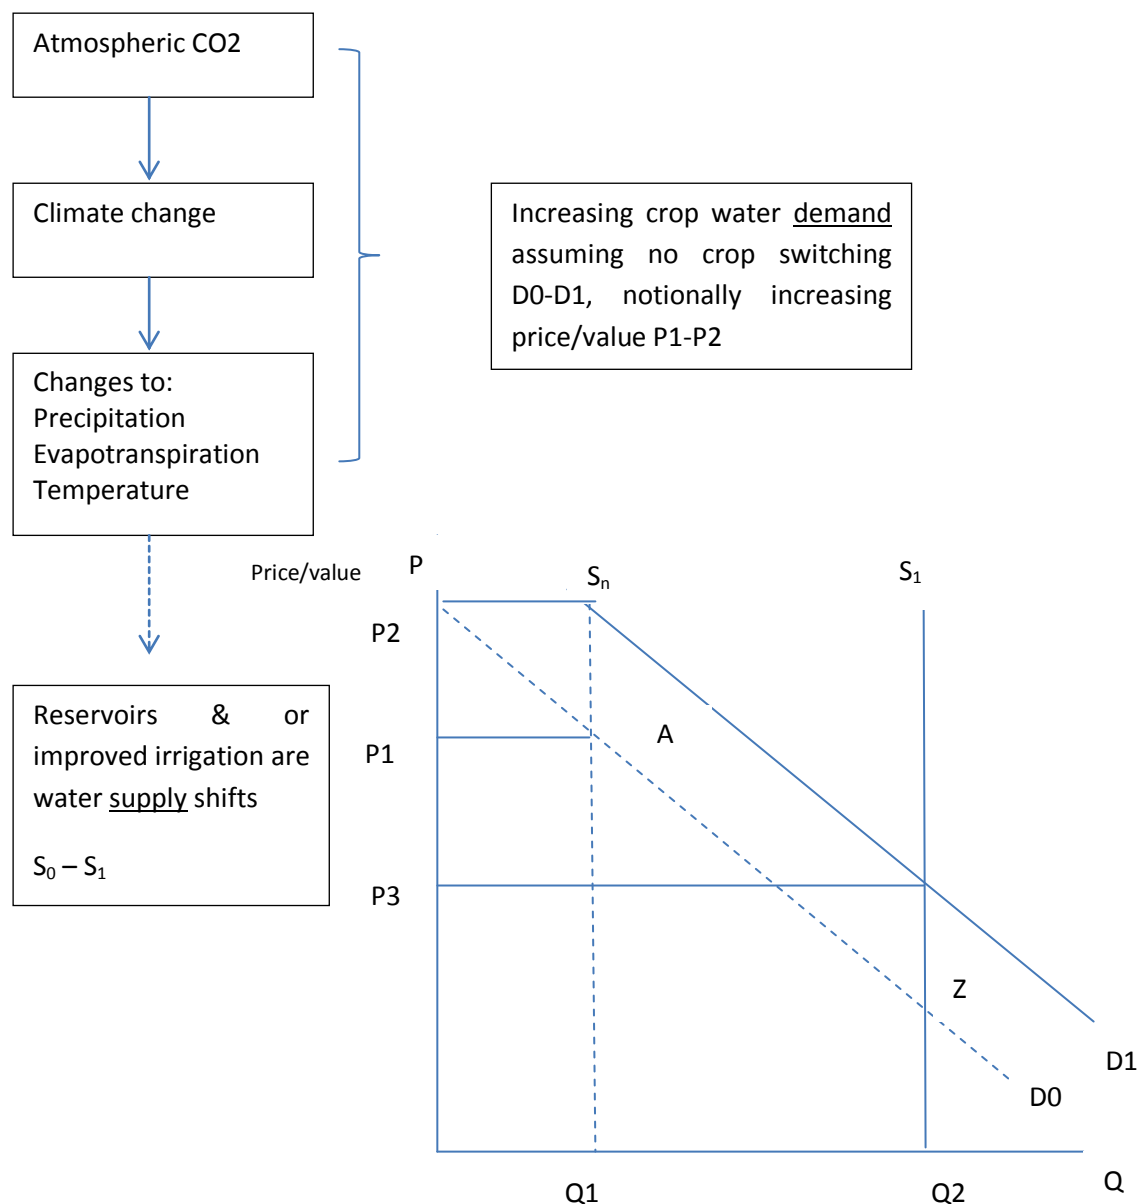 Atmospheric CO2
Climate change
Changes to:
Precipitation
Evapotranspiration
Temperature
Increasing crop water demand
assuming no crop switching
D0-D1, notionally increasing
price/value P1-P2
Reservoirs & or
improved irrigation are
water supply shifts
S₀ – S₁
Price/value
P
Sₙ
S₁
P2
A
P1
P3
Z
D1
D0
Q1
Q2
Q